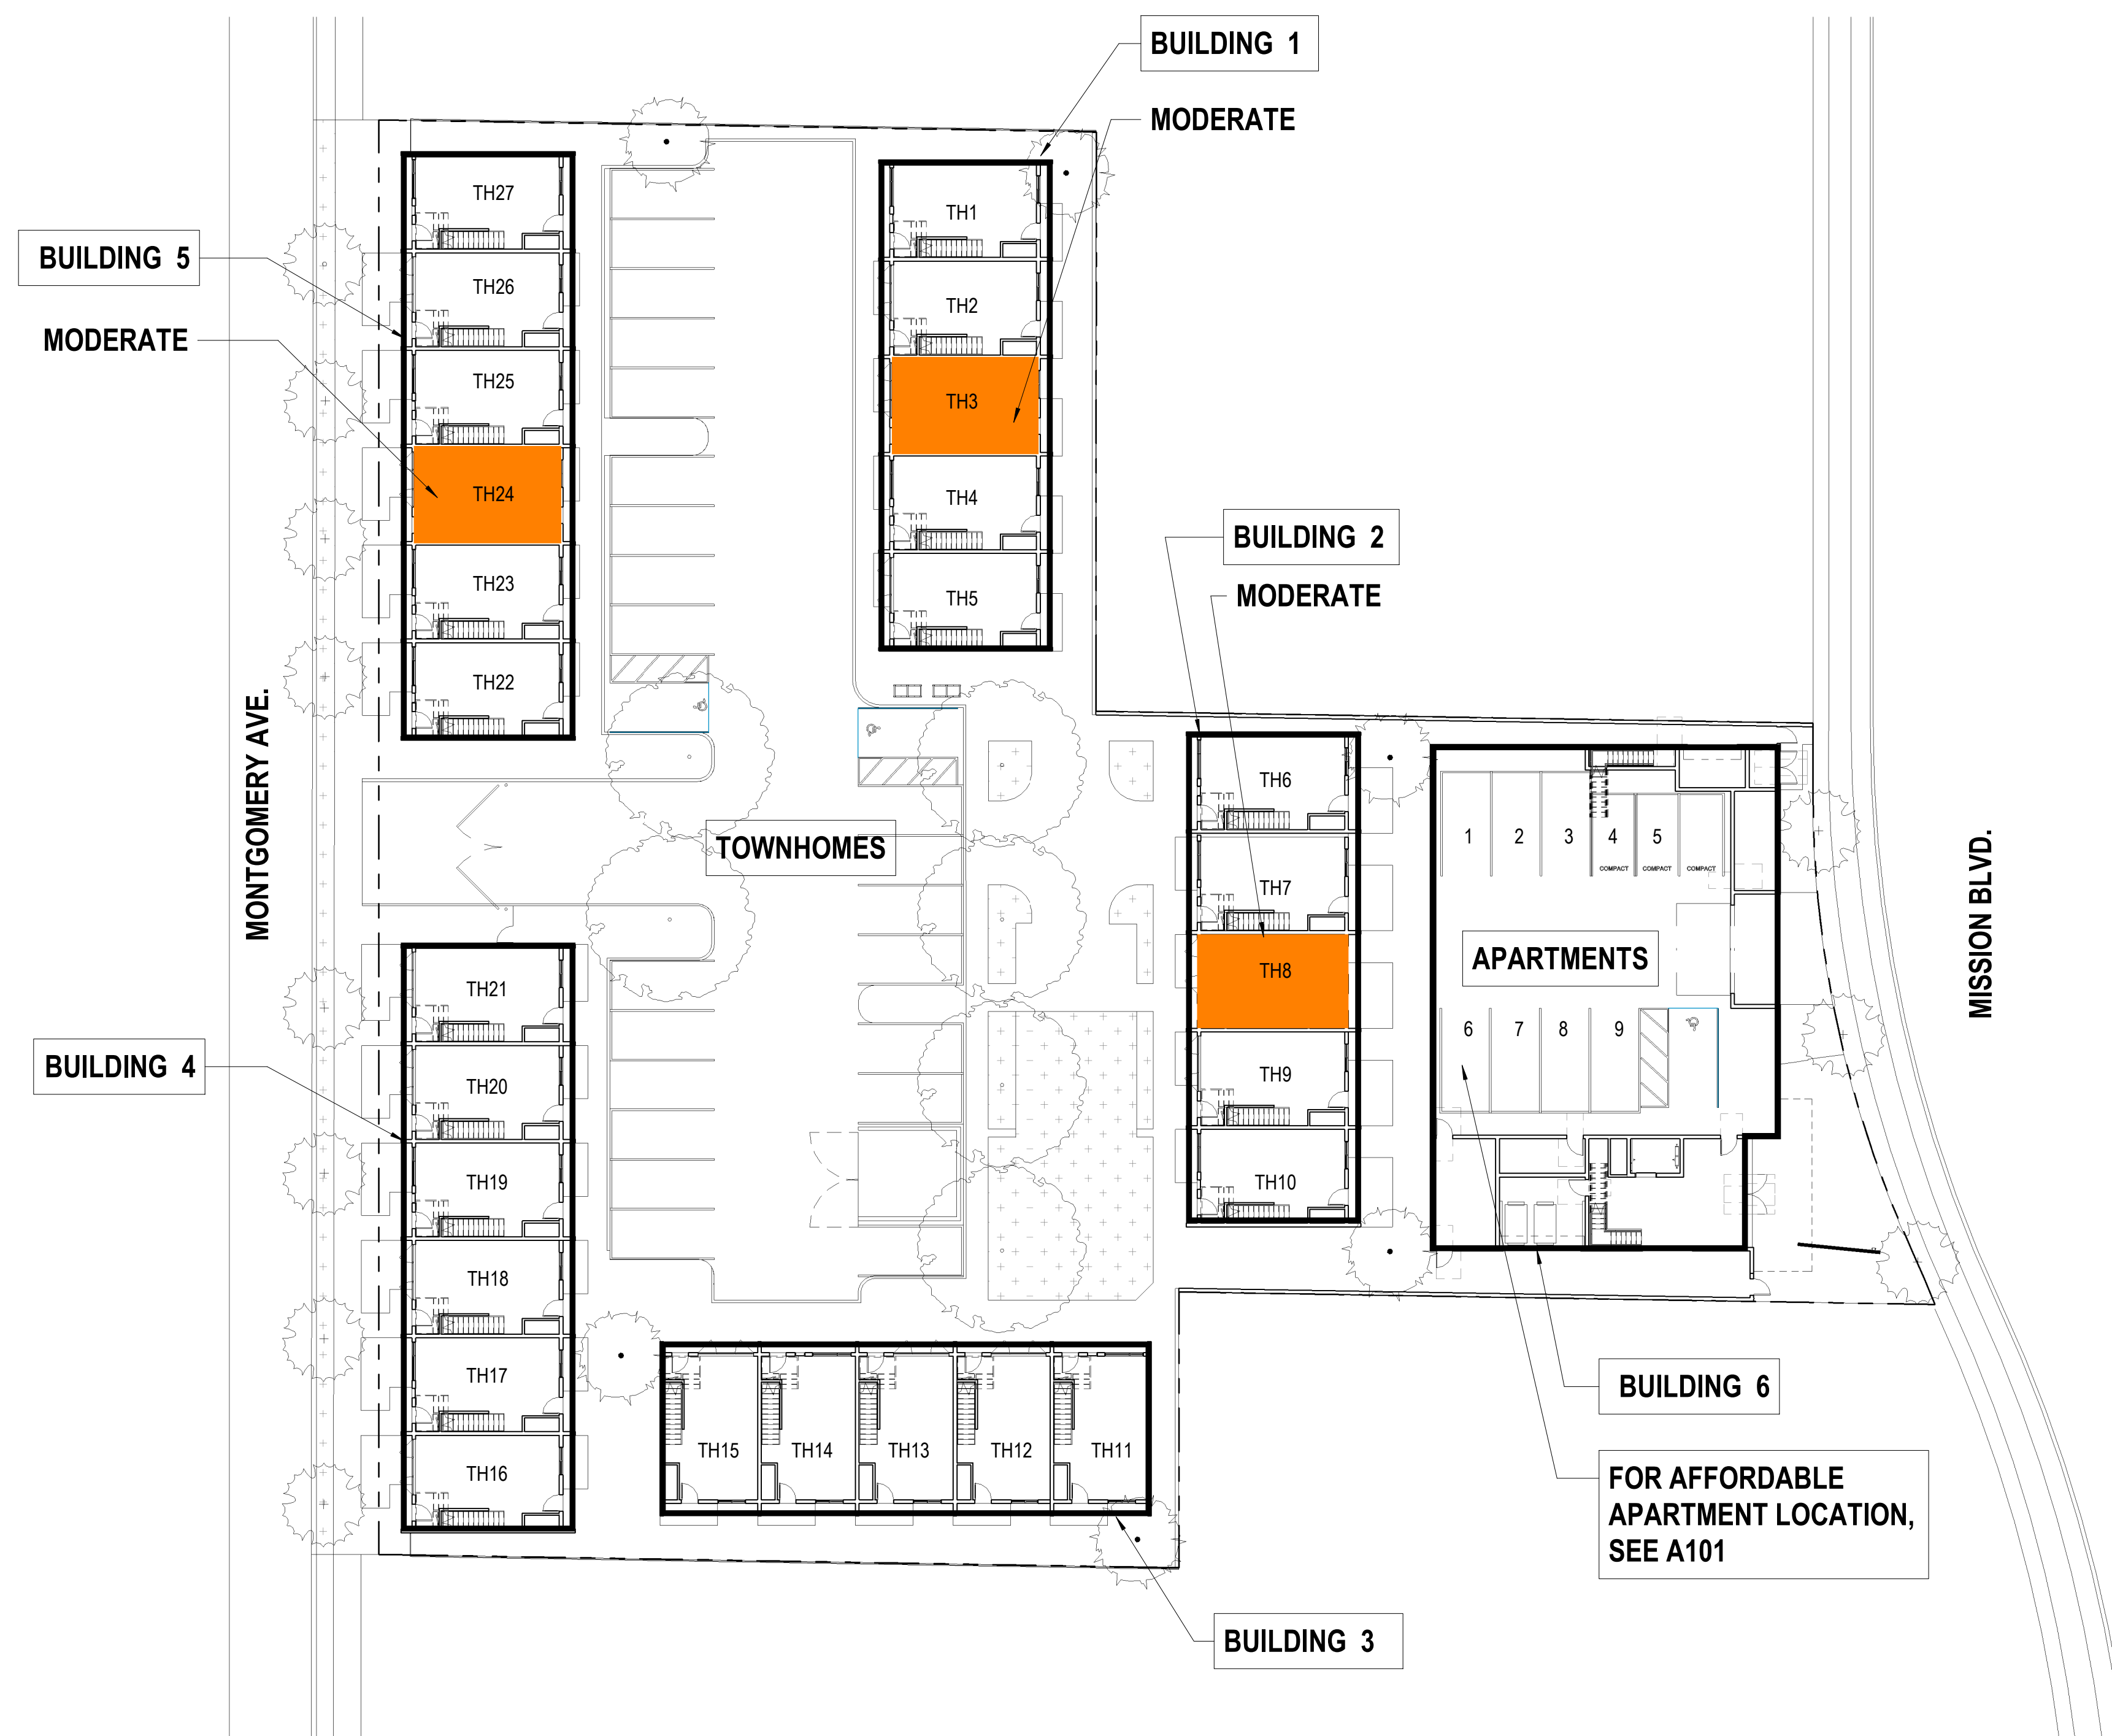 BUILDING 1
MODERATE
TH27
TH26
TH25
TH24
TH23
TH22
BUILDING 5
MODERATE
TH1
TH2
TH3
TH4
TH5
BUILDING 2
MODERATE
MONTGOMERY AVE.
TOWNHOMES
TH6
TH7
TH8
TH9
TH10
1
2
3
4
5
COMPACT
COMPACT
COMPACT
APARTMENTS
6
7
8
9
MISSION BLVD.
BUILDING 4
TH21
TH20
TH19
TH18
TH17
TH16
TH15
TH14
TH13
TH12
TH11
BUILDING 6
FOR AFFORDABLE
APARTMENT LOCATION,
SEE A101
BUILDING 3